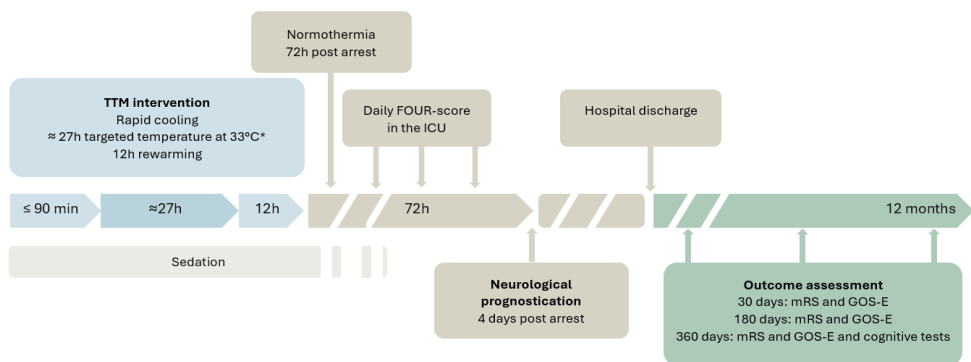 Normothermia
72h post arrest
TTM intervention
Rapid cooling
≈ 27h targeted temperature at 33ºC*
12h rewarming
Daily FOUR-score
in the ICU
Hospital discharge
≤ 90 min
≈27h
12h
72h
12 months
Sedation
Neurological
prognostication
4 days post arrest
Outcome assessment
30 days: mRS and GOS-E
180 days: mRS and GOS-E
360 days: mRS and GOS-E and cognitive tests